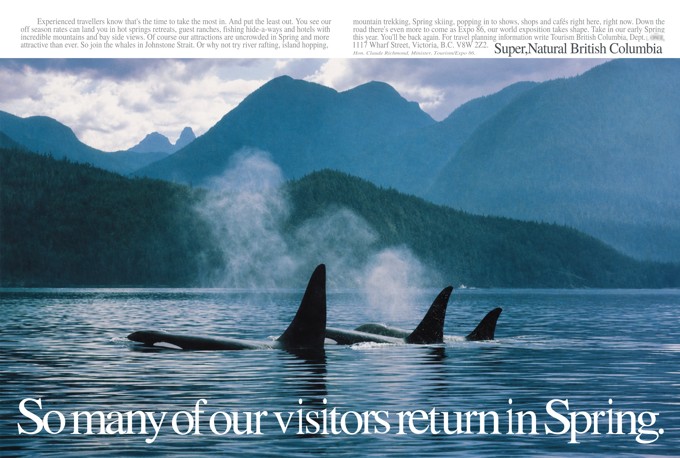 Experienced travellers know that's the time to take the most in. And put the least out. You see our
off season rates can land you in hot springs retreats, guest ranches, fishing hide-a-ways and hotels with
incredible mountains and bay side views. Of course our attractions are uncrowded in Spring and more
attractive than ever. So join the whales in Johnstone Strait. Or why not try river rafting, island hopping,
mountain trekking, Spring skiing, popping in to shows, shops and cafés right here, right now. Down the
road there's even more to come as Expo 86, our world exposition takes shape. Take in our early Spring
this year. You'll be back again. For travel planning information write Tourism British Columbia, Dept.
1117 Wharf Street, Victoria, B.C. V8W 2Z2.
Hon. Claude Richmond, Minister, Tourism/Expo 86.
Super, Natural British Columbia
So many of our visitors return in Spring.